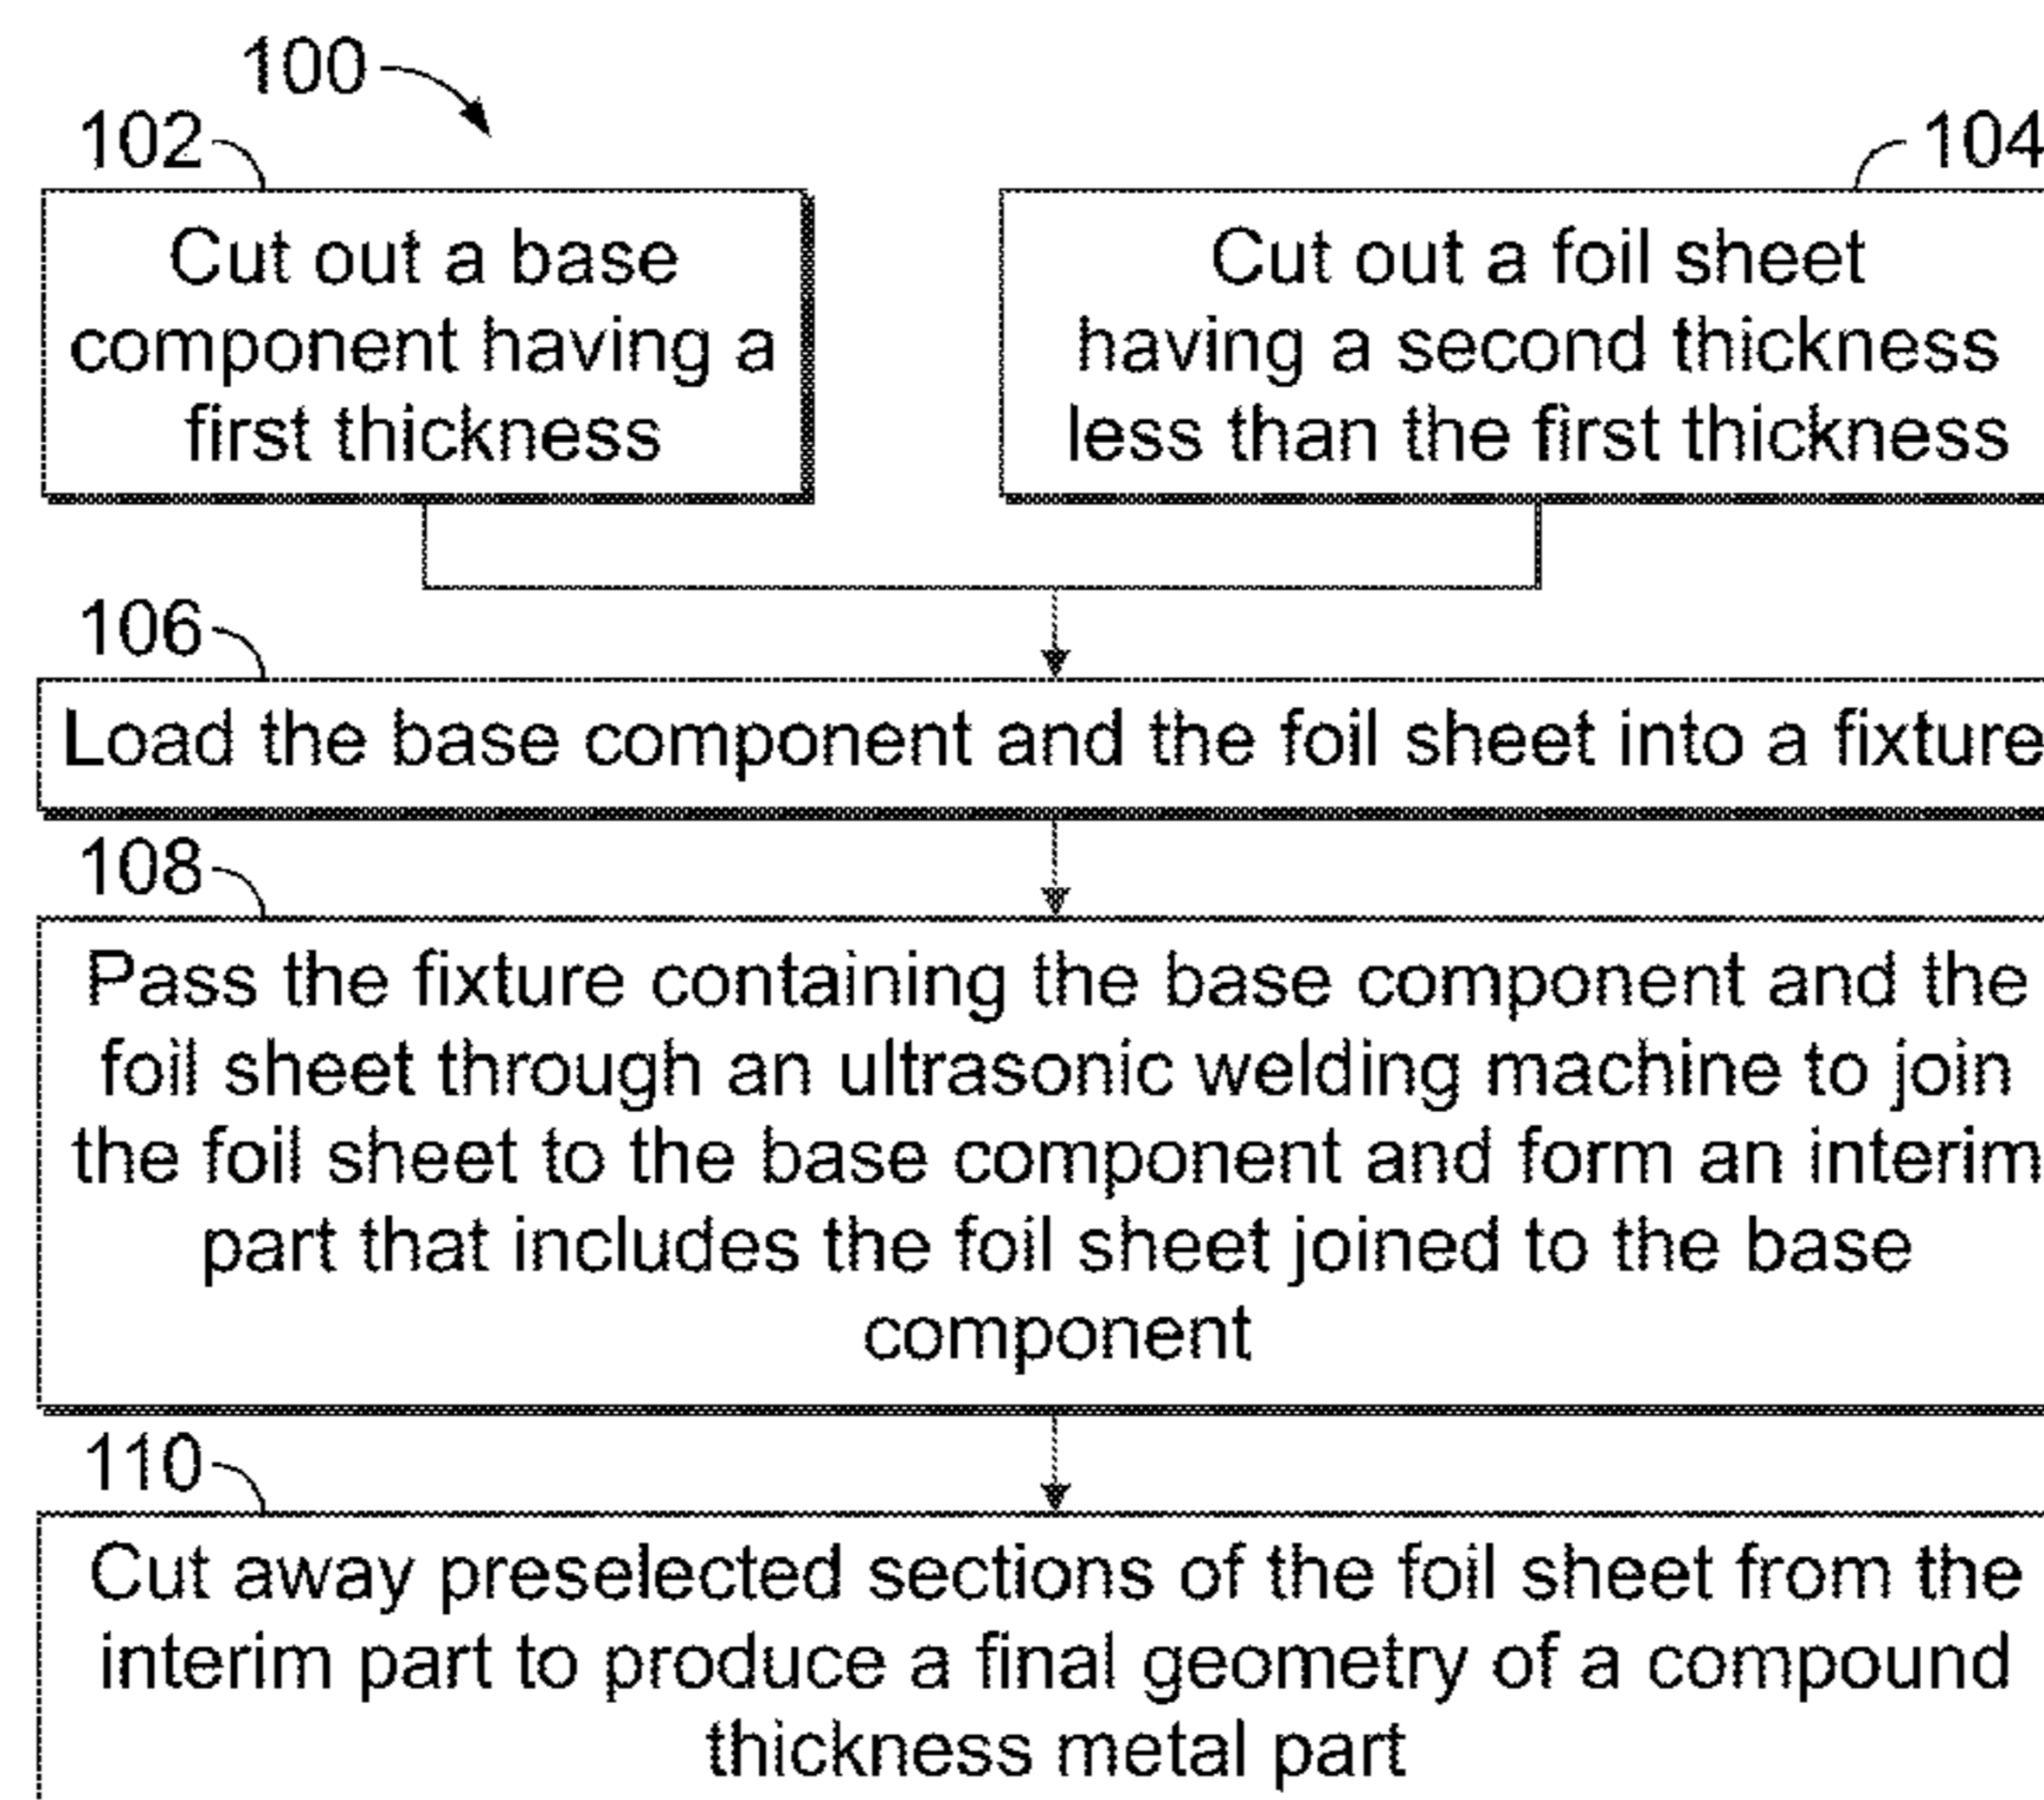 100
102
104
Cut out a base
component having a
first thickness
Cut out a foil sheet
having a second thickness
less than the first thickness
106
Load the base component and the foil sheet into a fixture
108
Pass the fixture containing the base component and the
foil sheet through an ultrasonic welding machine to join
the foil sheet to the base component and form an interim
part that includes the foil sheet joined to the base
component
110
Cut away preselected sections of the foil sheet from the
interim part to produce a final geometry of a compound
thickness metal part